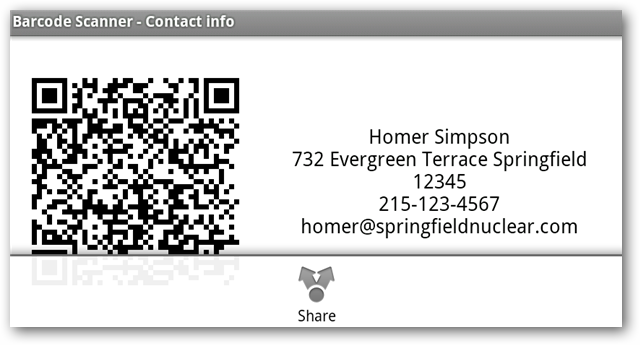 Barcode Scanner - Contact info
Homer Simpson
732 Evergreen Terrace Springfield
12345
215-123-4567
homer@springfieldnuclear.com
Share